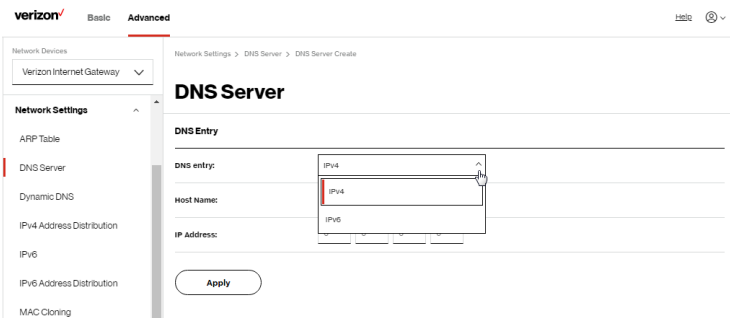 verizon✓ Basic Advanced Help
Network Devices
Verizon Internet Gateway
Network Settings
ARP Table
DNS Server
Dynamic DNS
IPv4 Address Distribution
IPv6
IPv6 Address Distribution
MAC Cloning
Network Settings > DNS Server > DNS Server Create
DNS Server
DNS Entry
DNS entry: IPv4
IPv4
IPv6
Host Name:
IP Address:
Apply